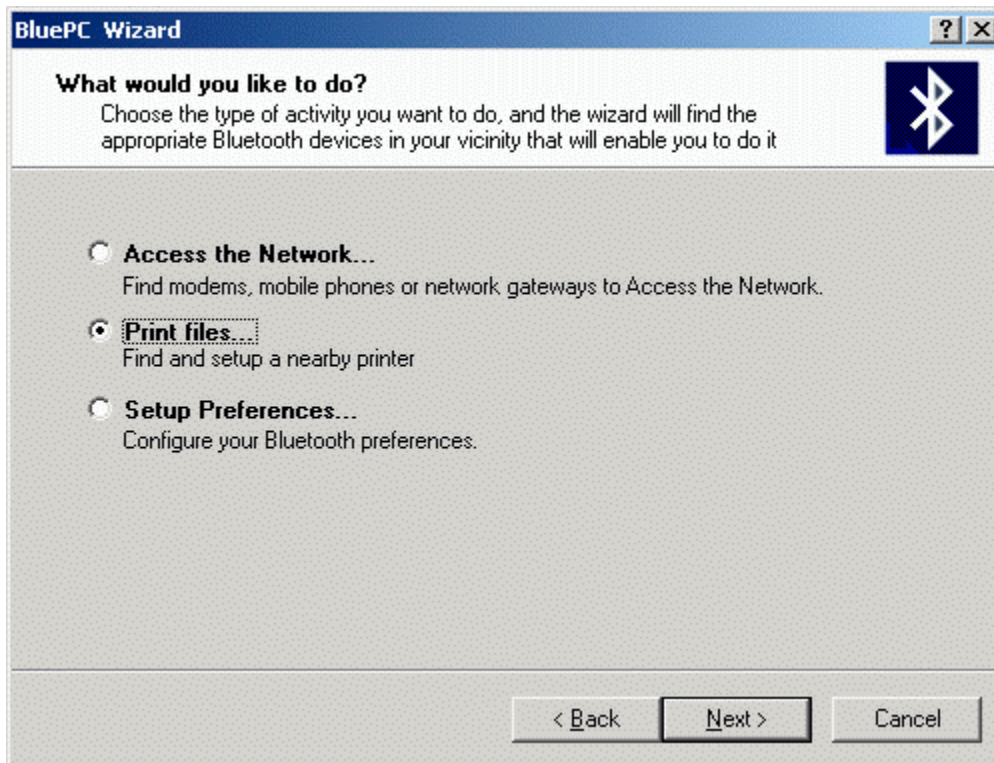 BluePC Wizard
What would you like to do?
Choose the type of activity you want to do, and the wizard will find the
appropriate Bluetooth devices in your vicinity that will enable you to do it
Access the Network...
Find modems, mobile phones or network gateways to Access the Network.
Print files...
Find and setup a nearby printer
Setup Preferences...
Configure your Bluetooth preferences.
< Back
Next >
Cancel